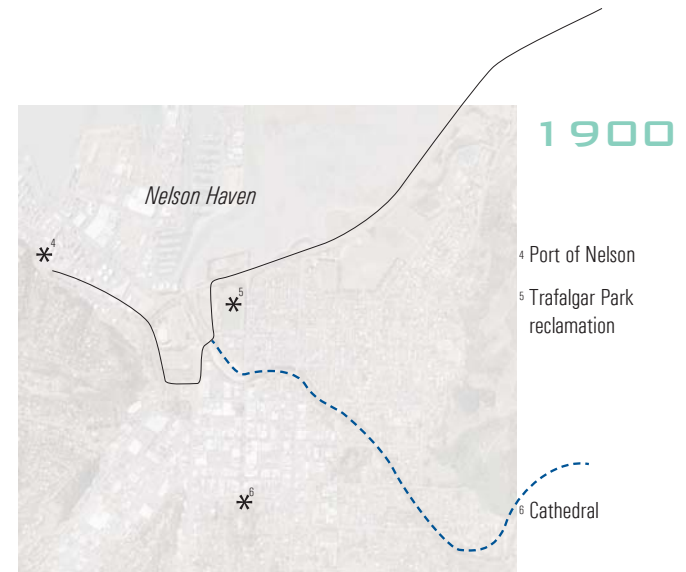 1900
Nelson Haven
4
4 Port of Nelson
5
5 Trafalgar Park
reclamation
6
6 Cathedral